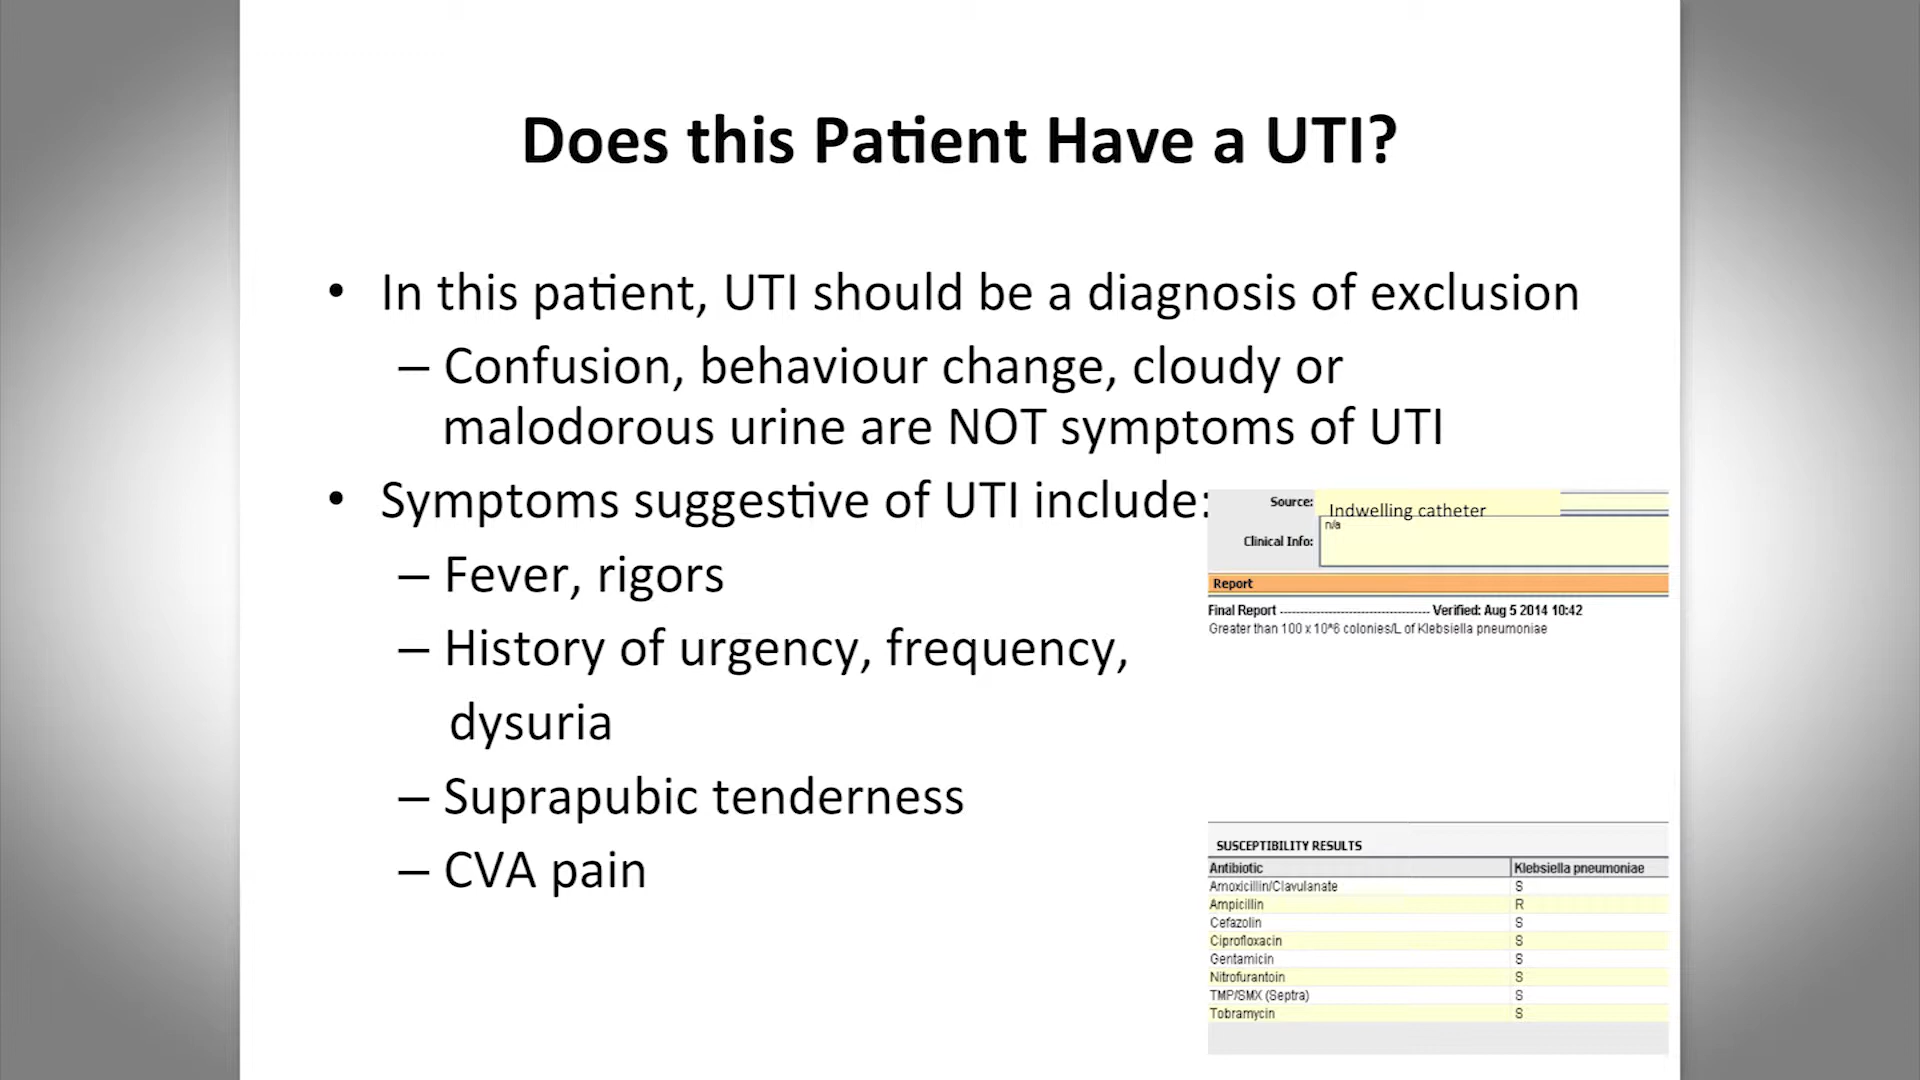 Does this Patient Have a UTI?
• In this patient, UTI should be a diagnosis of exclusion
– Confusion, behaviour change, cloudy or
malodorous urine are NOT symptoms of UTI
• Symptoms suggestive of UTI include:
– Fever, rigors
– History of urgency, frequency,
dysuria
– Suprapubic tenderness
– CVA pain
Source: Indwelling catheter
n/a
Clinical Info:
Report
Final Report ------------------------------------- Verified: Aug 5 2014 10:42
Greater than 100 x 10*6 colonies/L of Klebsiella pneumoniae
SUSCEPTIBILITY RESULTS
Antibiotic Klebsiella pneumoniae
Amoxicillin/Clavulanate S
Ampicillin R
Cefazolin S
Ciprofloxacin S
Gentamicin S
Nitrofurantoin S
TMP/SMX (Septra) S
Tobramycin S